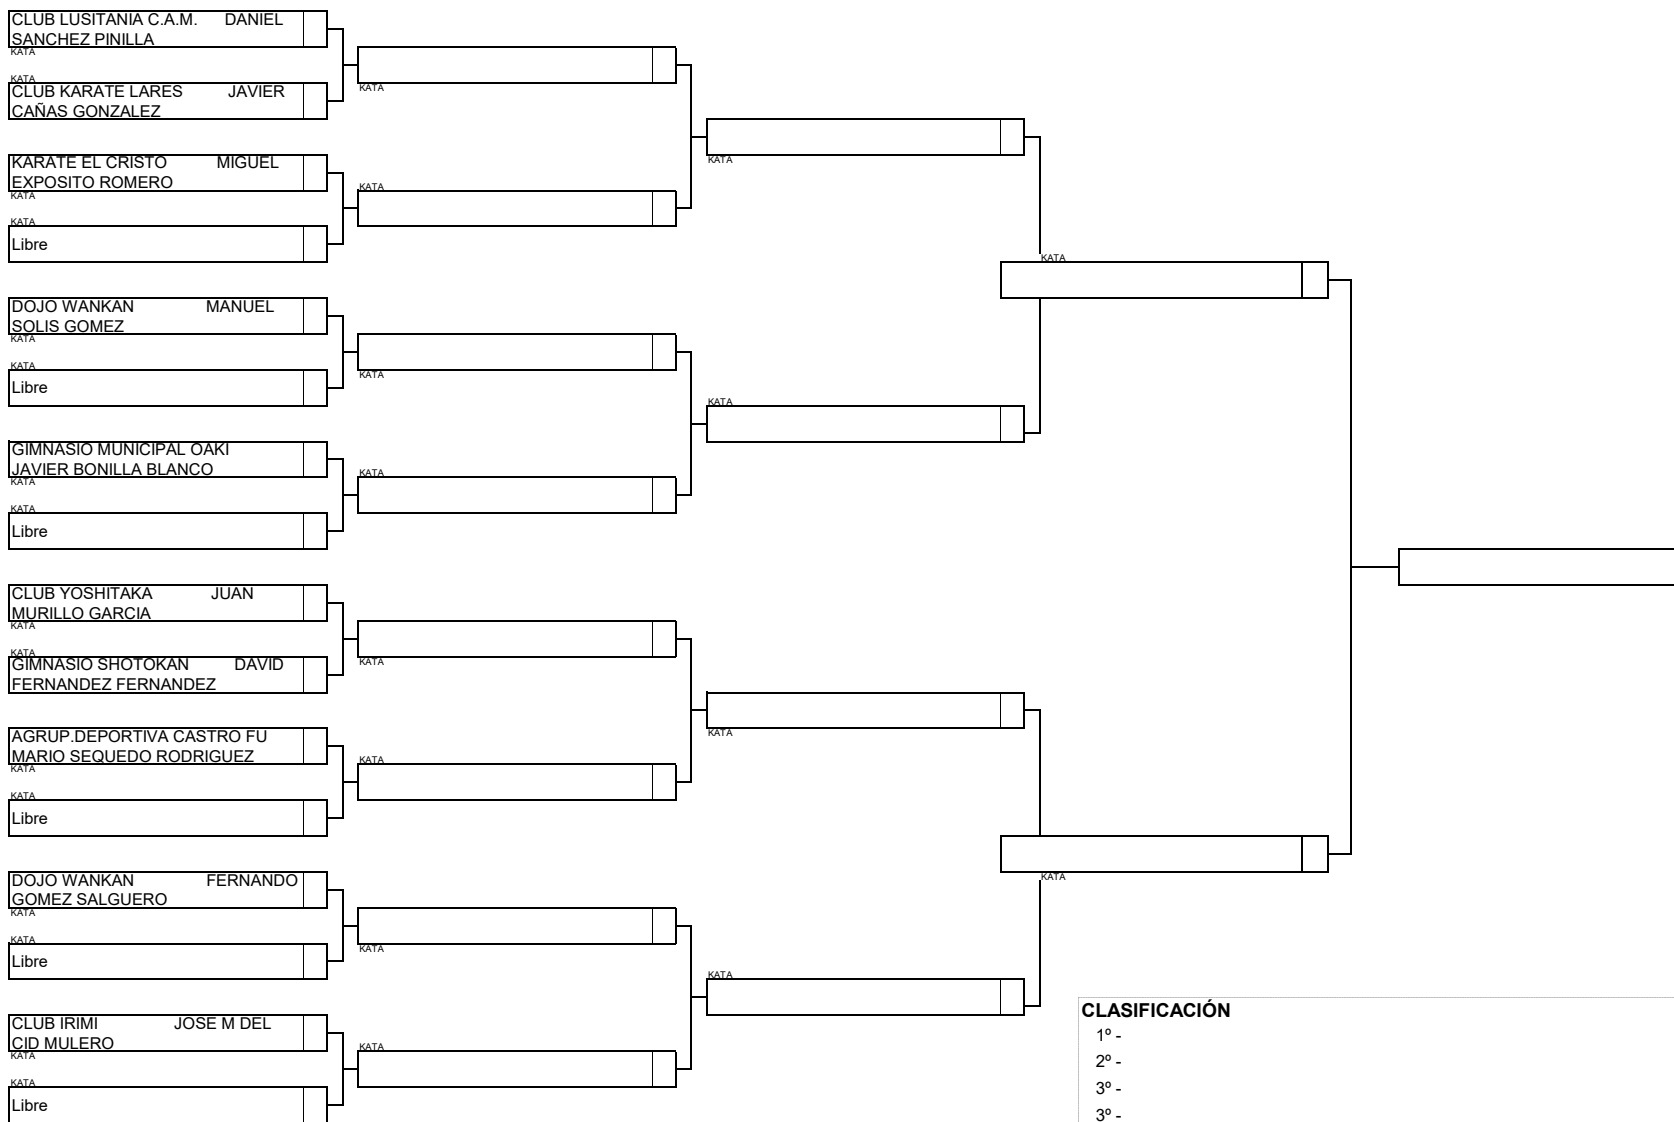 CLUB LUSITANIA C.A.M. DANIEL
SANCHEZ PINILLA
KATA
KATA
CLUB KARATE LARES JAVIER
CAÑAS GONZALEZ
KARATE EL CRISTO MIGUEL
EXPOSITO ROMERO
KATA
KATA
Libre
DOJO WANKAN MANUEL
SOLIS GOMEZ
KATA
KATA
Libre
GIMNASIO MUNICIPAL OAKI
JAVIER BONILLA BLANCO
KATA
KATA
Libre
CLUB YOSHITAKA JUAN
MURILLO GARCIA
KATA
KATA
GIMNASIO SHOTOKAN DAVID
FERNANDEZ FERNANDEZ
AGRUP.DEPORTIVA CASTRO FU
MARIO SEQUEDO RODRIGUEZ
KATA
KATA
Libre
DOJO WANKAN FERNANDO
GOMEZ SALGUERO
KATA
KATA
Libre
CLUB IRIMI JOSE M DEL
CID MULERO
KATA
KATA
Libre
KATA
KATA
KATA
KATA
KATA
KATA
KATA
KATA
KATA
KATA
KATA
KATA
KATA
KATA
CLASIFICACIÓN
1º -
2º -
3º -
3º -